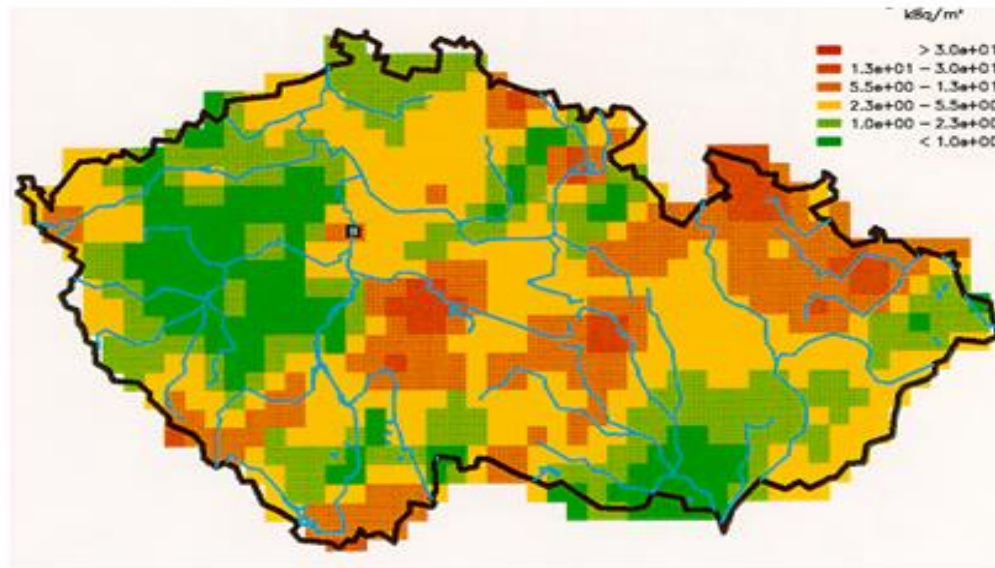 kBq/m²
> 3.0e+01
1.3e+01 – 3.0e+01
5.5e+00 – 1.3e+01
2.3e+00 – 5.5e+00
1.0e+00 – 2.3e+00
< 1.0e+00